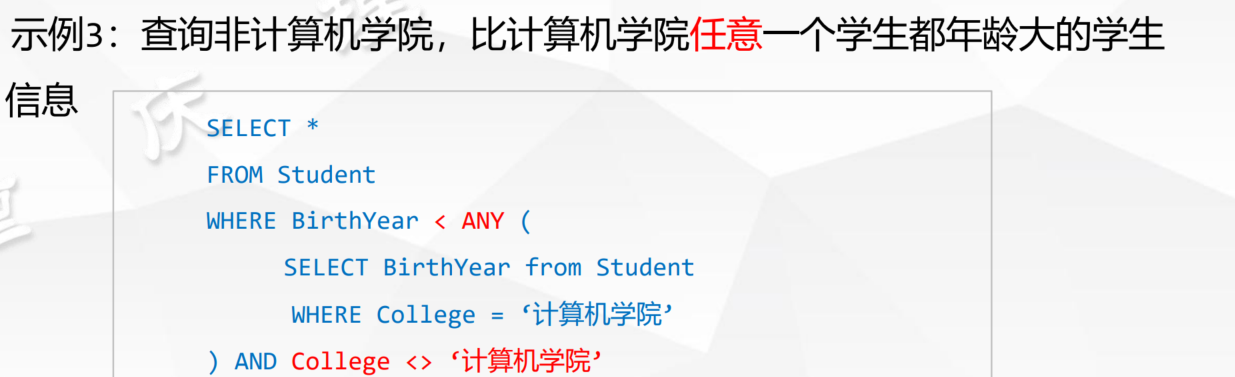 示例3：查询非计算机学院，比计算机学院任意一个学生都年龄大的学生
信息
SELECT *
FROM Student
WHERE BirthYear < ANY (
SELECT BirthYear from Student
WHERE College = ‘计算机学院’
) AND College <> ‘计算机学院’